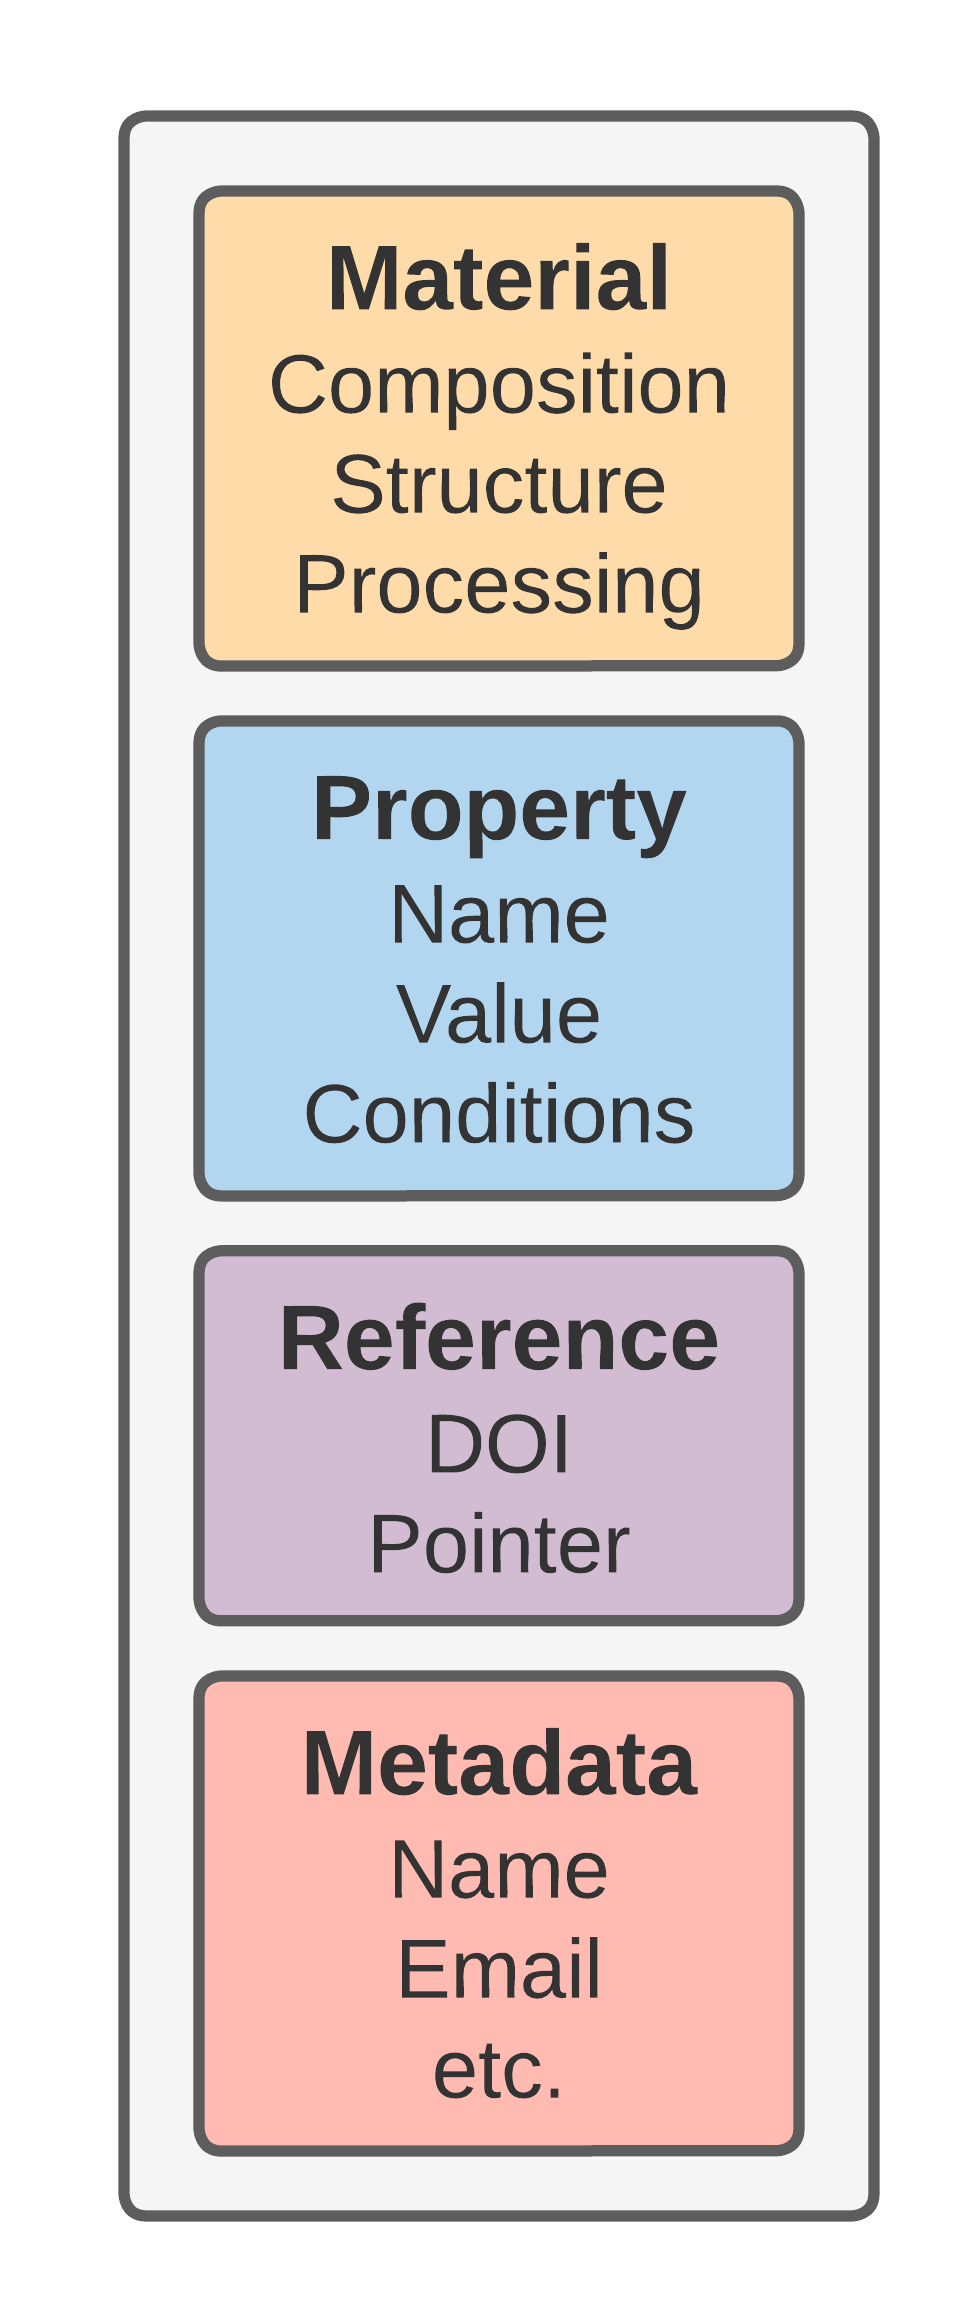 Material
Composition
Structure
Processing
Property
Name
Value
Conditions
Reference
DOI
Pointer
Metadata
Name
Email
etc.